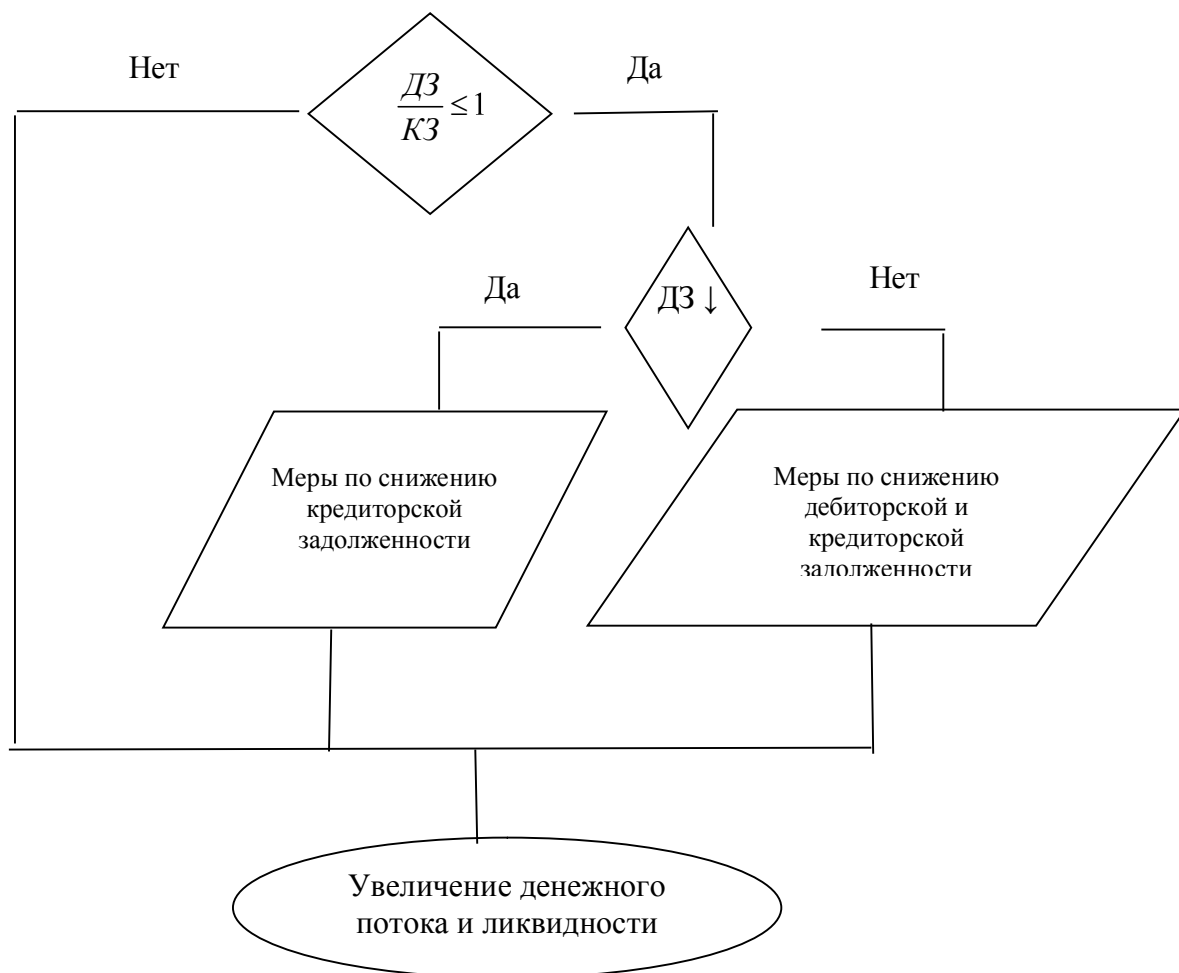 Нет
Да
ДЗ
КЗ
≤1
Да
Нет
ДЗ ↓
Меры по снижению
кредиторской
задолженности
Меры по снижению
дебиторской и
кредиторской
задолженности
Увеличение денежного
потока и ликвидности